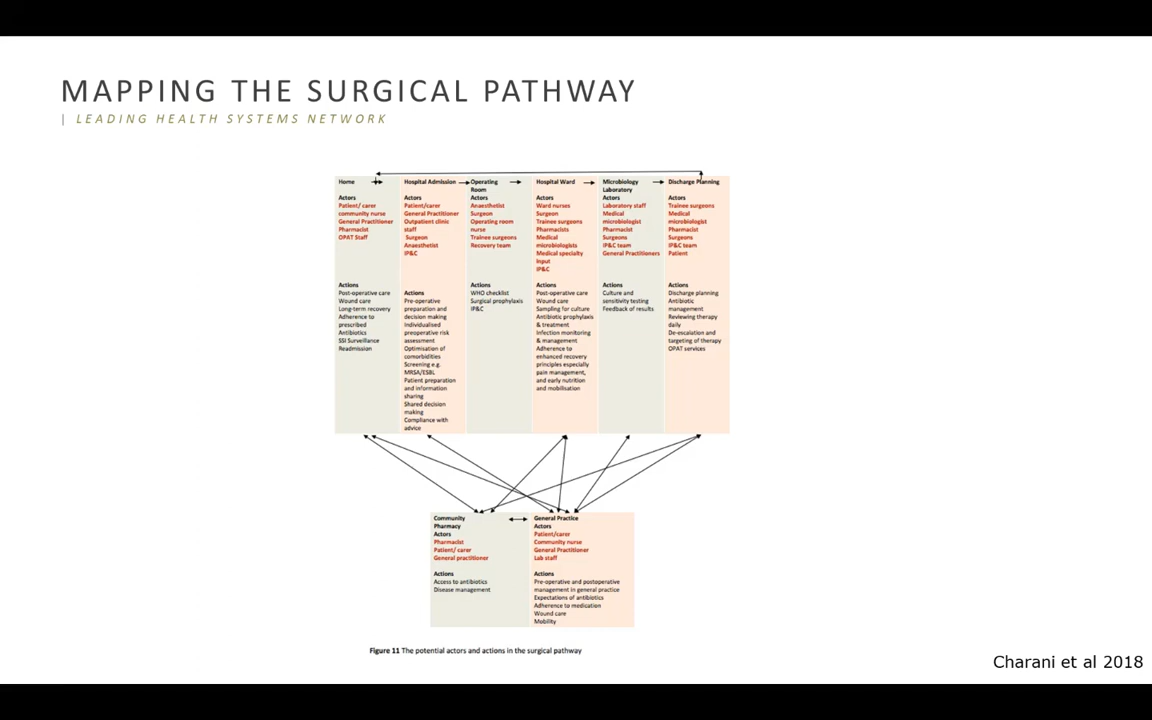 MAPPING THE SURGICAL PATHWAY
| LEADING HEALTH SYSTEMS NETWORK
Home
Actors
Patient/ carer
community nurse
General Practitioner
Pharmacist
OPAT Staff
Actions
Post-operative care
Wound care
Long-term recovery
Adherence to
prescribed
Antibiotics
SSI Surveillance
Readmission
Hospital Admission
Actors
Patient/carer
General Practitioner
Outpatient clinic
staff
Surgeon
Anaesthetist
IP&C
Actions
Pre-operative
preparation and
decision making
Individualised
preoperative risk
assessment
Optimisation of
comorbidities
Screening e.g.
MRSA/ESBL
Patient preparation
and information
sharing
Shared decision
making
Compliance with
advice
Operating
Room
Actors
Anaesthetist
Surgeon
Operating room
nurse
Trainee surgeons
Recovery team
Actions
WHO checklist
Surgical prophylaxis
IP&C
Hospital Ward
Actors
Ward nurses
Surgeon
Trainee surgeons
Pharmacists
Medical
microbiologists
Medical specialty
input
IP&C
Actions
Post-operative care
Wound care
Sampling for culture
Antibiotic prophylaxis
& treatment
Infection monitoring
& management
Adherence to
enhanced recovery
principles especially
pain management,
and early nutrition
and mobilisation
Microbiology
Laboratory
Actors
Laboratory staff
Medical
microbiologist
Pharmacist
Surgeons
IP&C team
General Practitioners
Actions
Culture and
sensitivity testing
Feedback of results
Discharge Planning
Actors
Trainee surgeons
Medical
microbiologist
Pharmacist
Surgeons
IP&C team
Patient
Actions
Discharge planning
Antibiotic
management
Reviewing therapy
daily
De-escalation and
targeting of therapy
OPAT services
Community
Pharmacy
Actors
Pharmacist
Patient/ carer
General practitioner
Actions
Access to antibiotics
Disease management
General Practice
Actors
Patient/carer
Community nurse
General Practitioner
Lab staff
Actions
Pre-operative and postoperative
management in general practice
Expectations of antibiotics
Adherence to medication
Wound care
Mobility
Figure 11 The potential actors and actions in the surgical pathway
Charani et al 2018